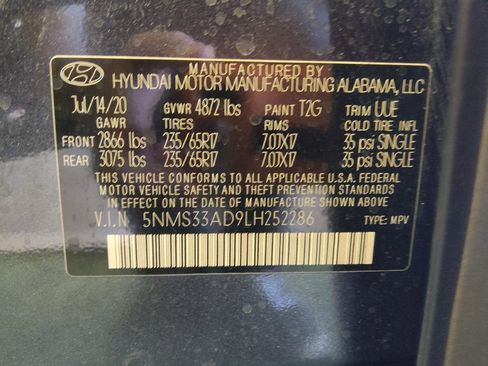 MANUFACTURED BY
HYUNDAI MOTOR MANUFACTURING ALABAMA, LLC
Jul/14/20 GVWR 4872 lbs PAINT T2G TRIM UUE
GAWR TIRES RIMS COLD TIRE INFL
FRONT 2866 lbs 235/65R17 7.0JX17 35 psi SINGLE
REAR 3075 lbs 235/65R17 7.0JX17 35 psi SINGLE
THIS VEHICLE CONFORMS TO ALL APPLICABLE U.S.A. FEDERAL
MOTOR VEHICLE SAFETY AND THEFT PREVENTION STANDARDS
IN EFFECT ON THE DATE OF MANUFACTURE SHOWN ABOVE.
V.I.N. 5NMS33AD9LH252286 TYPE: MPV